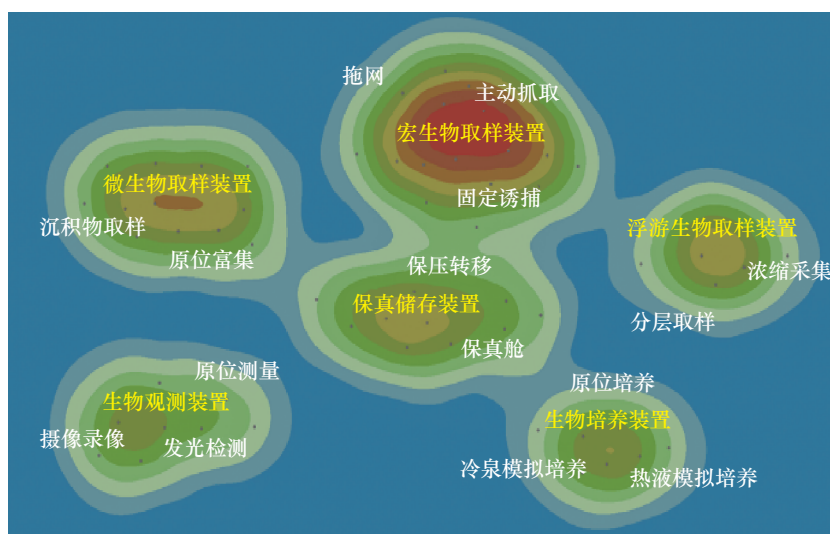 拖网
主动抓取
宏生物取样装置
固定诱捕
微生物取样装置
沉积物取样
原位富集
浮游生物取样装置
浓缩采集
分层取样
保压转移
保真储存装置
保真舱
原位测量
生物观测装置
摄像录像
发光检测
原位培养
生物培养装置
冷泉模拟培养
热液模拟培养